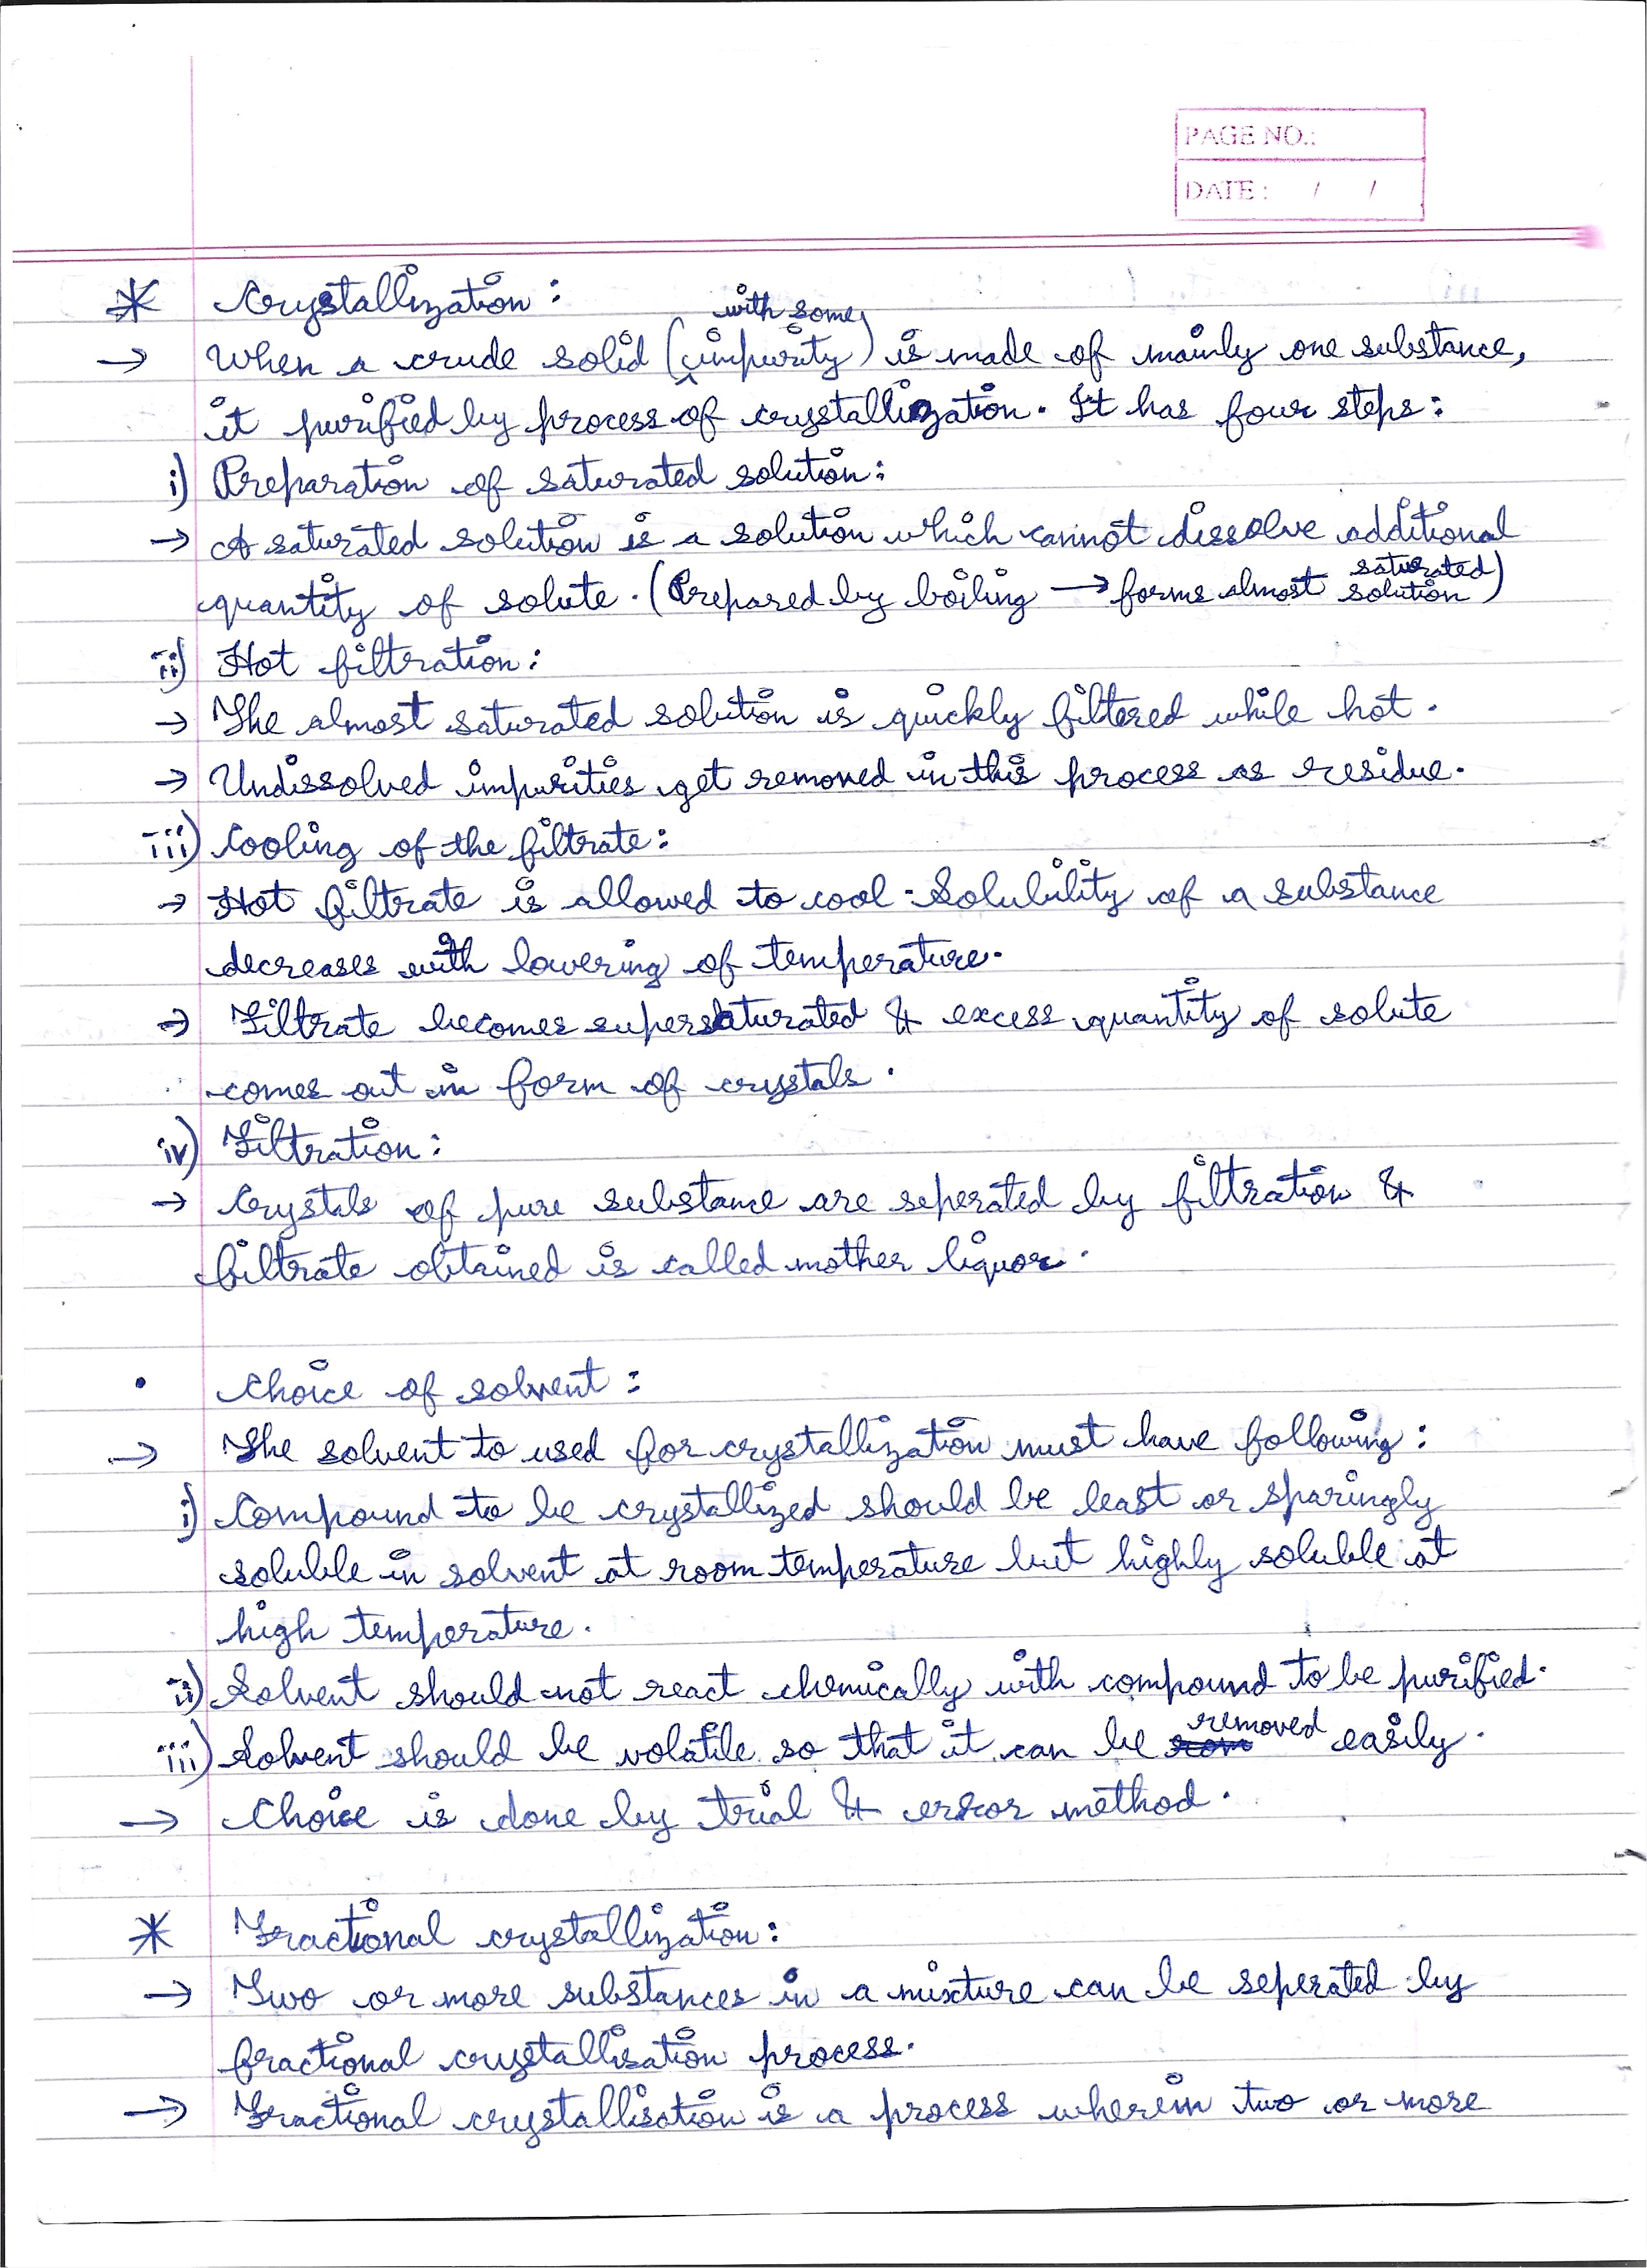 PAGE NO.:
DATE: / /
* Crystallization:
→ When a crude solid (with some impurity) is made of mainly one substance,
it purified by process of crystallization. It has four steps:
i) Preparation of saturated solution:
→ A saturated solution is a solution which cannot dissolve additional
quantity of solute. (Prepared by boiling → forms almost saturated solution)
ii) Hot filtration:
→ The almost saturated solution is quickly filtered while hot.
→ Undissolved impurities get removed in this process as residue.
iii) Cooling of the filtrate:
→ Hot filtrate is allowed to cool. Solubility of a substance
decreases with lowering of temperature.
→ Filtrate becomes supersaturated & excess quantity of solute
comes out in form of crystals.
iv) Filtration:
→ Crystals of pure substance are seperated by filtration &
filtrate obtained is called mother liquor.
• Choice of solvent:
→ The solvent to used for crystallization must have following:
i) Compound to be crystallized should be least or sparingly
soluble in solvent at room temperature but highly soluble at
high temperature.
ii) Solvent should not react chemically with compound to be purified.
iii) Solvent should be volatile so that it can be removed easily.
→ Choice is done by trial & error method.
* Fractional crystallization:
→ Two or more substances in a mixture can be seperated by
fractional crystallisation process.
→ Fractional crystallisation is a process wherein two or more